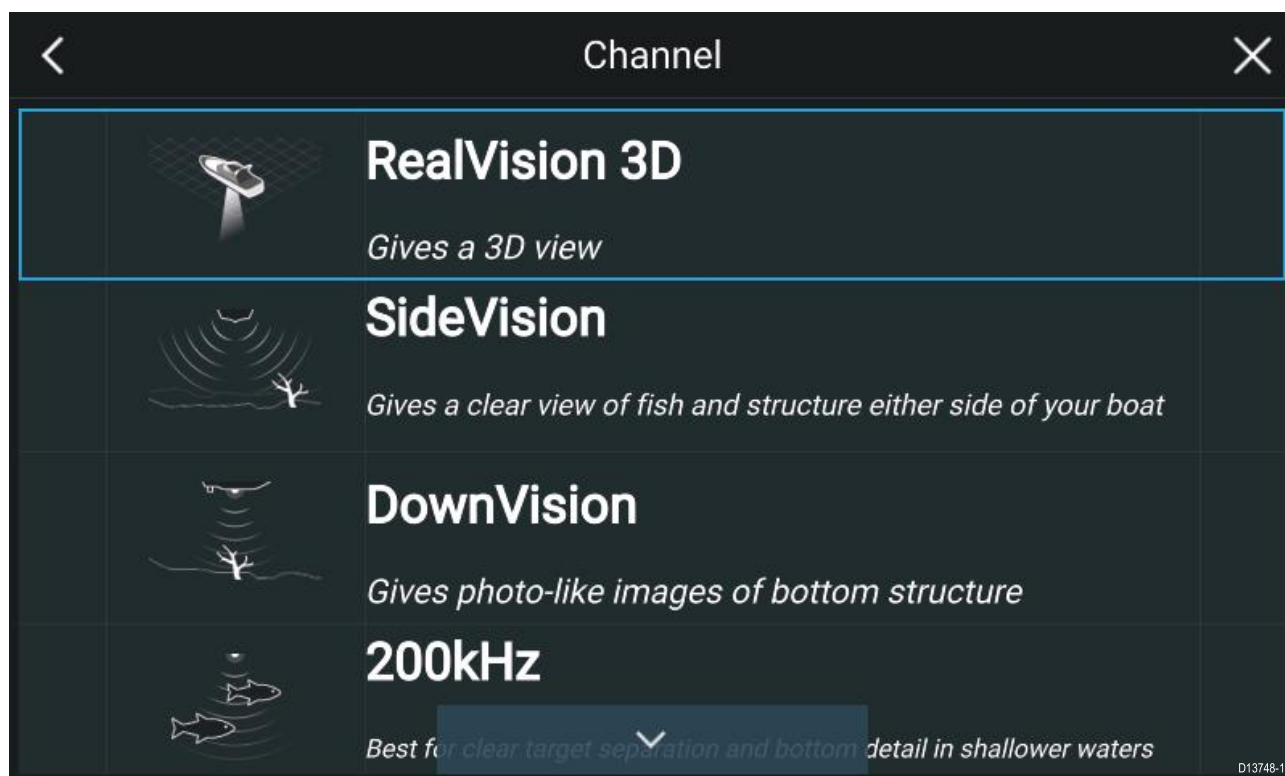 Channel
RealVision 3D
Gives a 3D view
SideVision
Gives a clear view of fish and structure either side of your boat
DownVision
Gives photo-like images of bottom structure
200kHz
Best for clear target separation and bottom detail in shallower waters
D13748-1